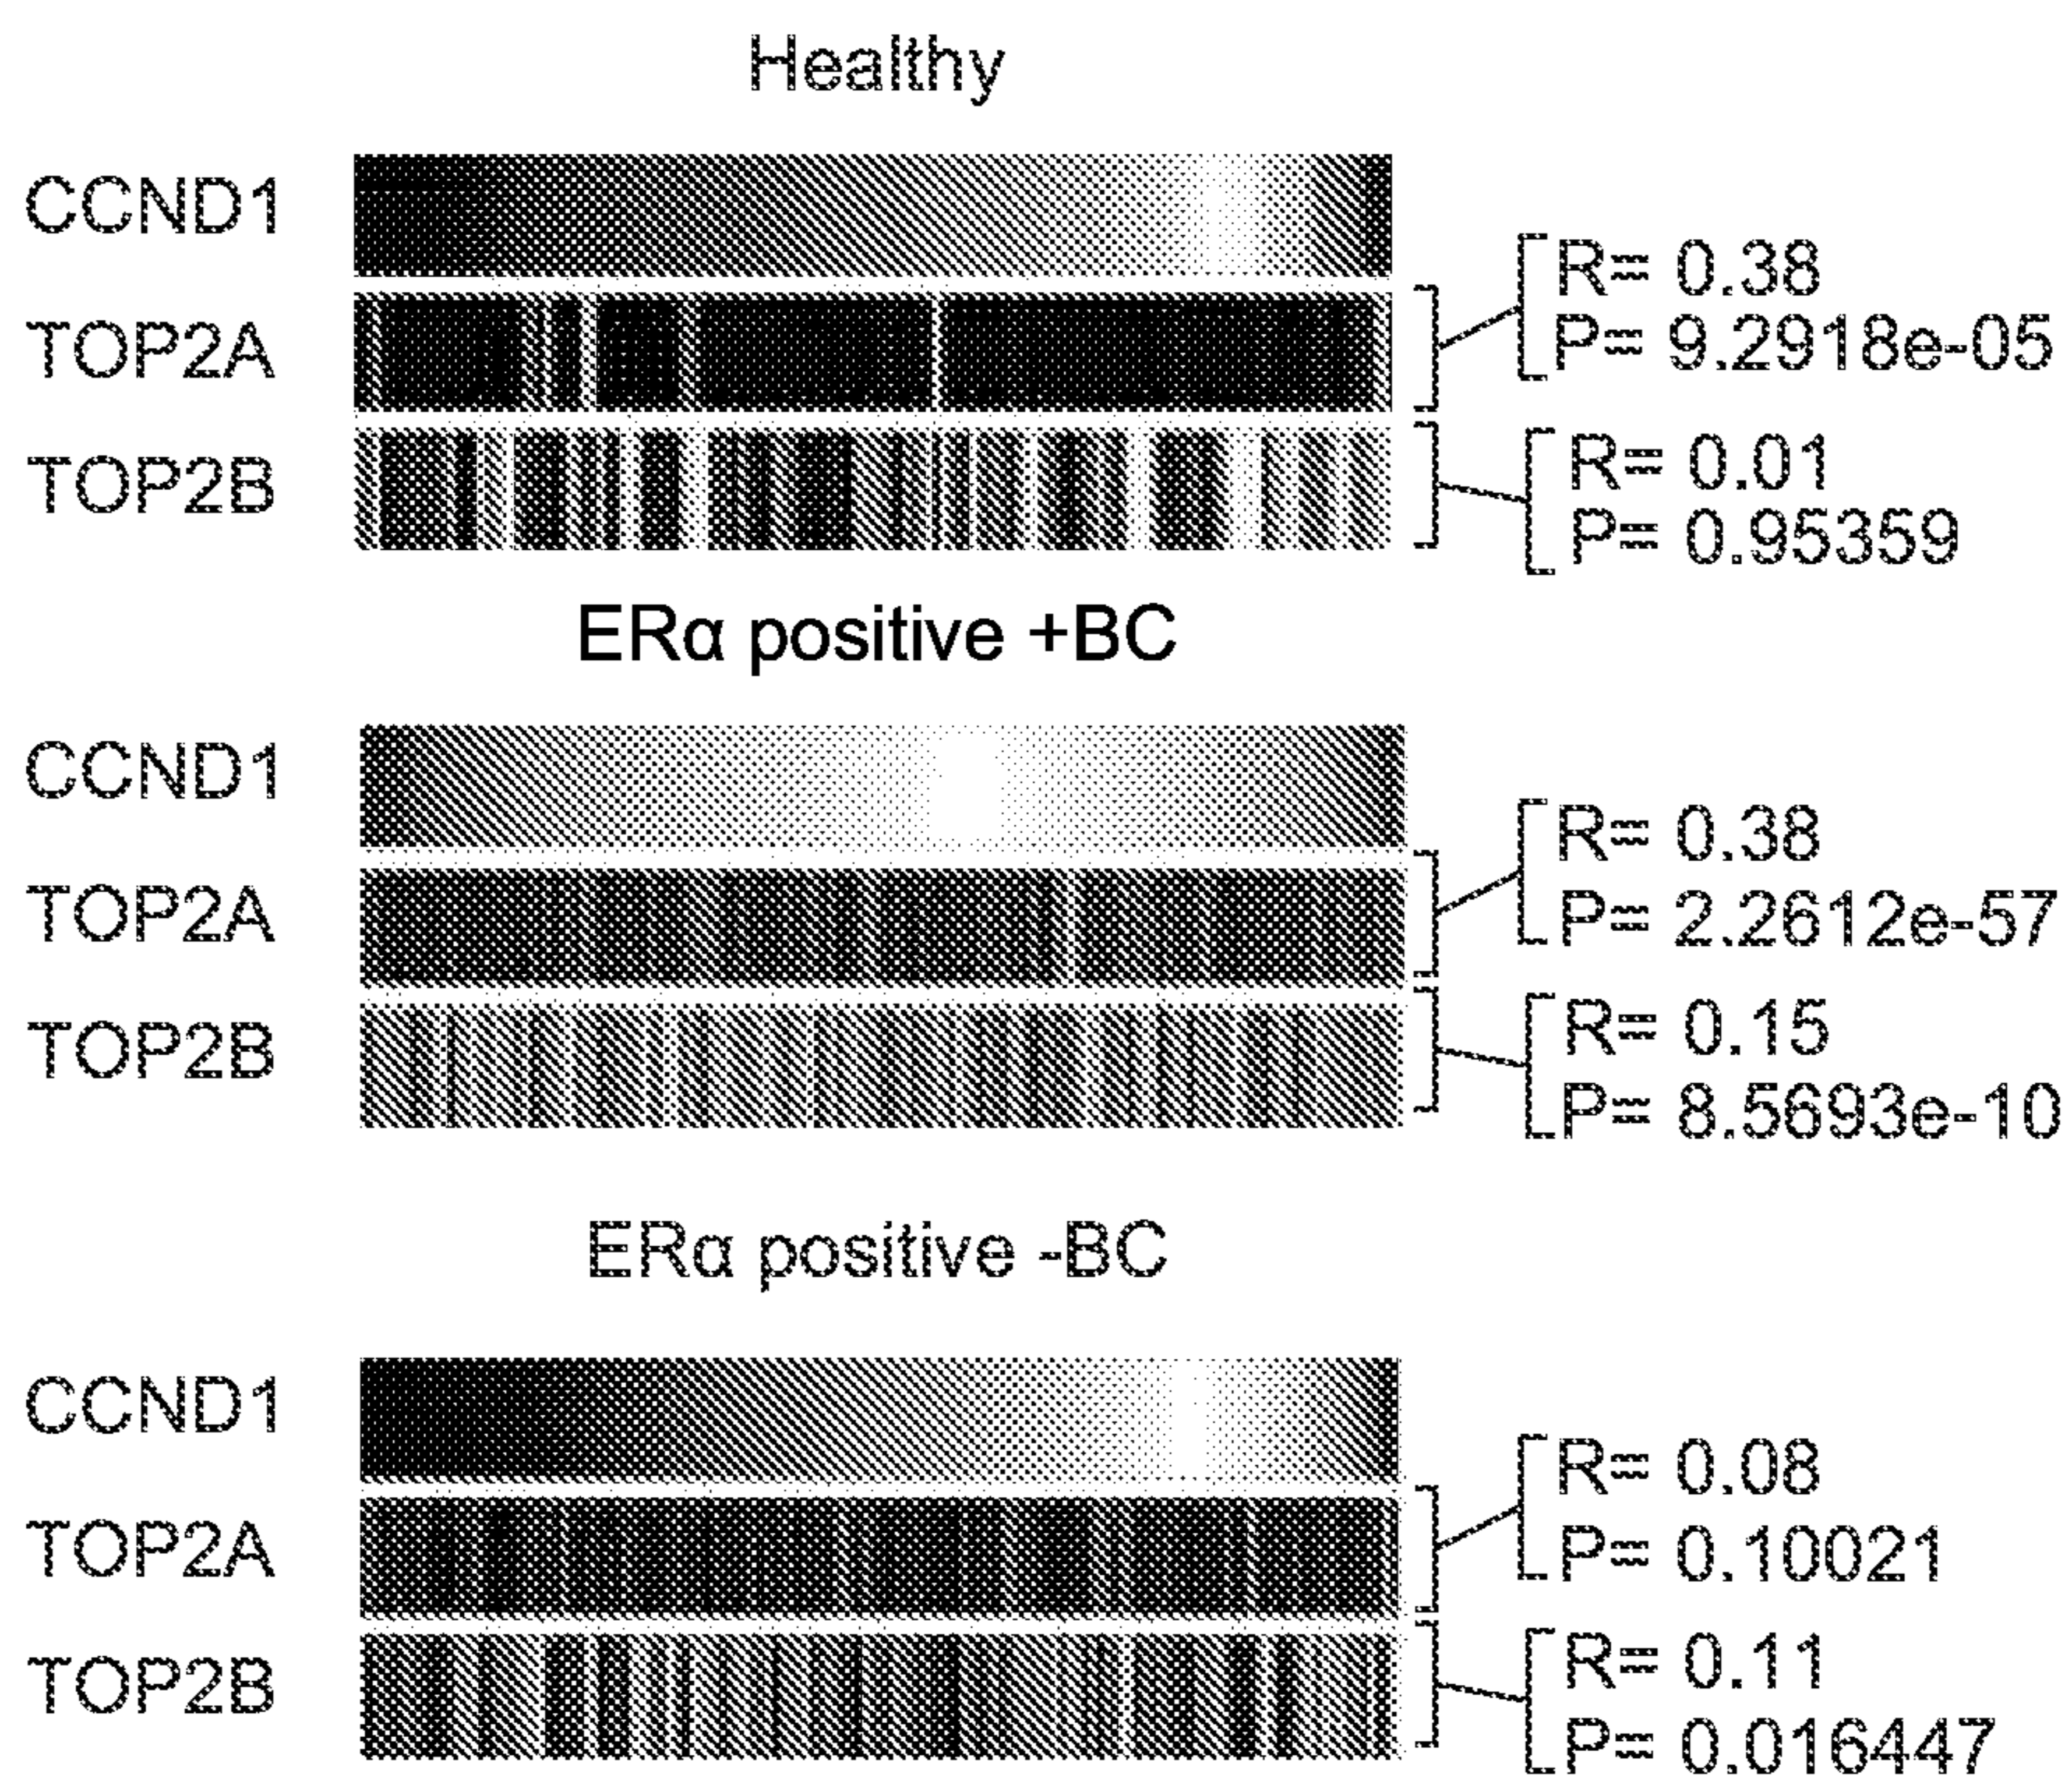 Healthy
CCND1
TOP2A
R= 0.38
P= 9.2918e-05
TOP2B
R= 0.01
P= 0.95359
ERα positive +BC
CCND1
TOP2A
R= 0.38
P= 2.2612e-57
TOP2B
R= 0.15
P= 8.5693e-10
ERα positive -BC
CCND1
TOP2A
R= 0.08
P= 0.10021
TOP2B
R= 0.11
P= 0.016447